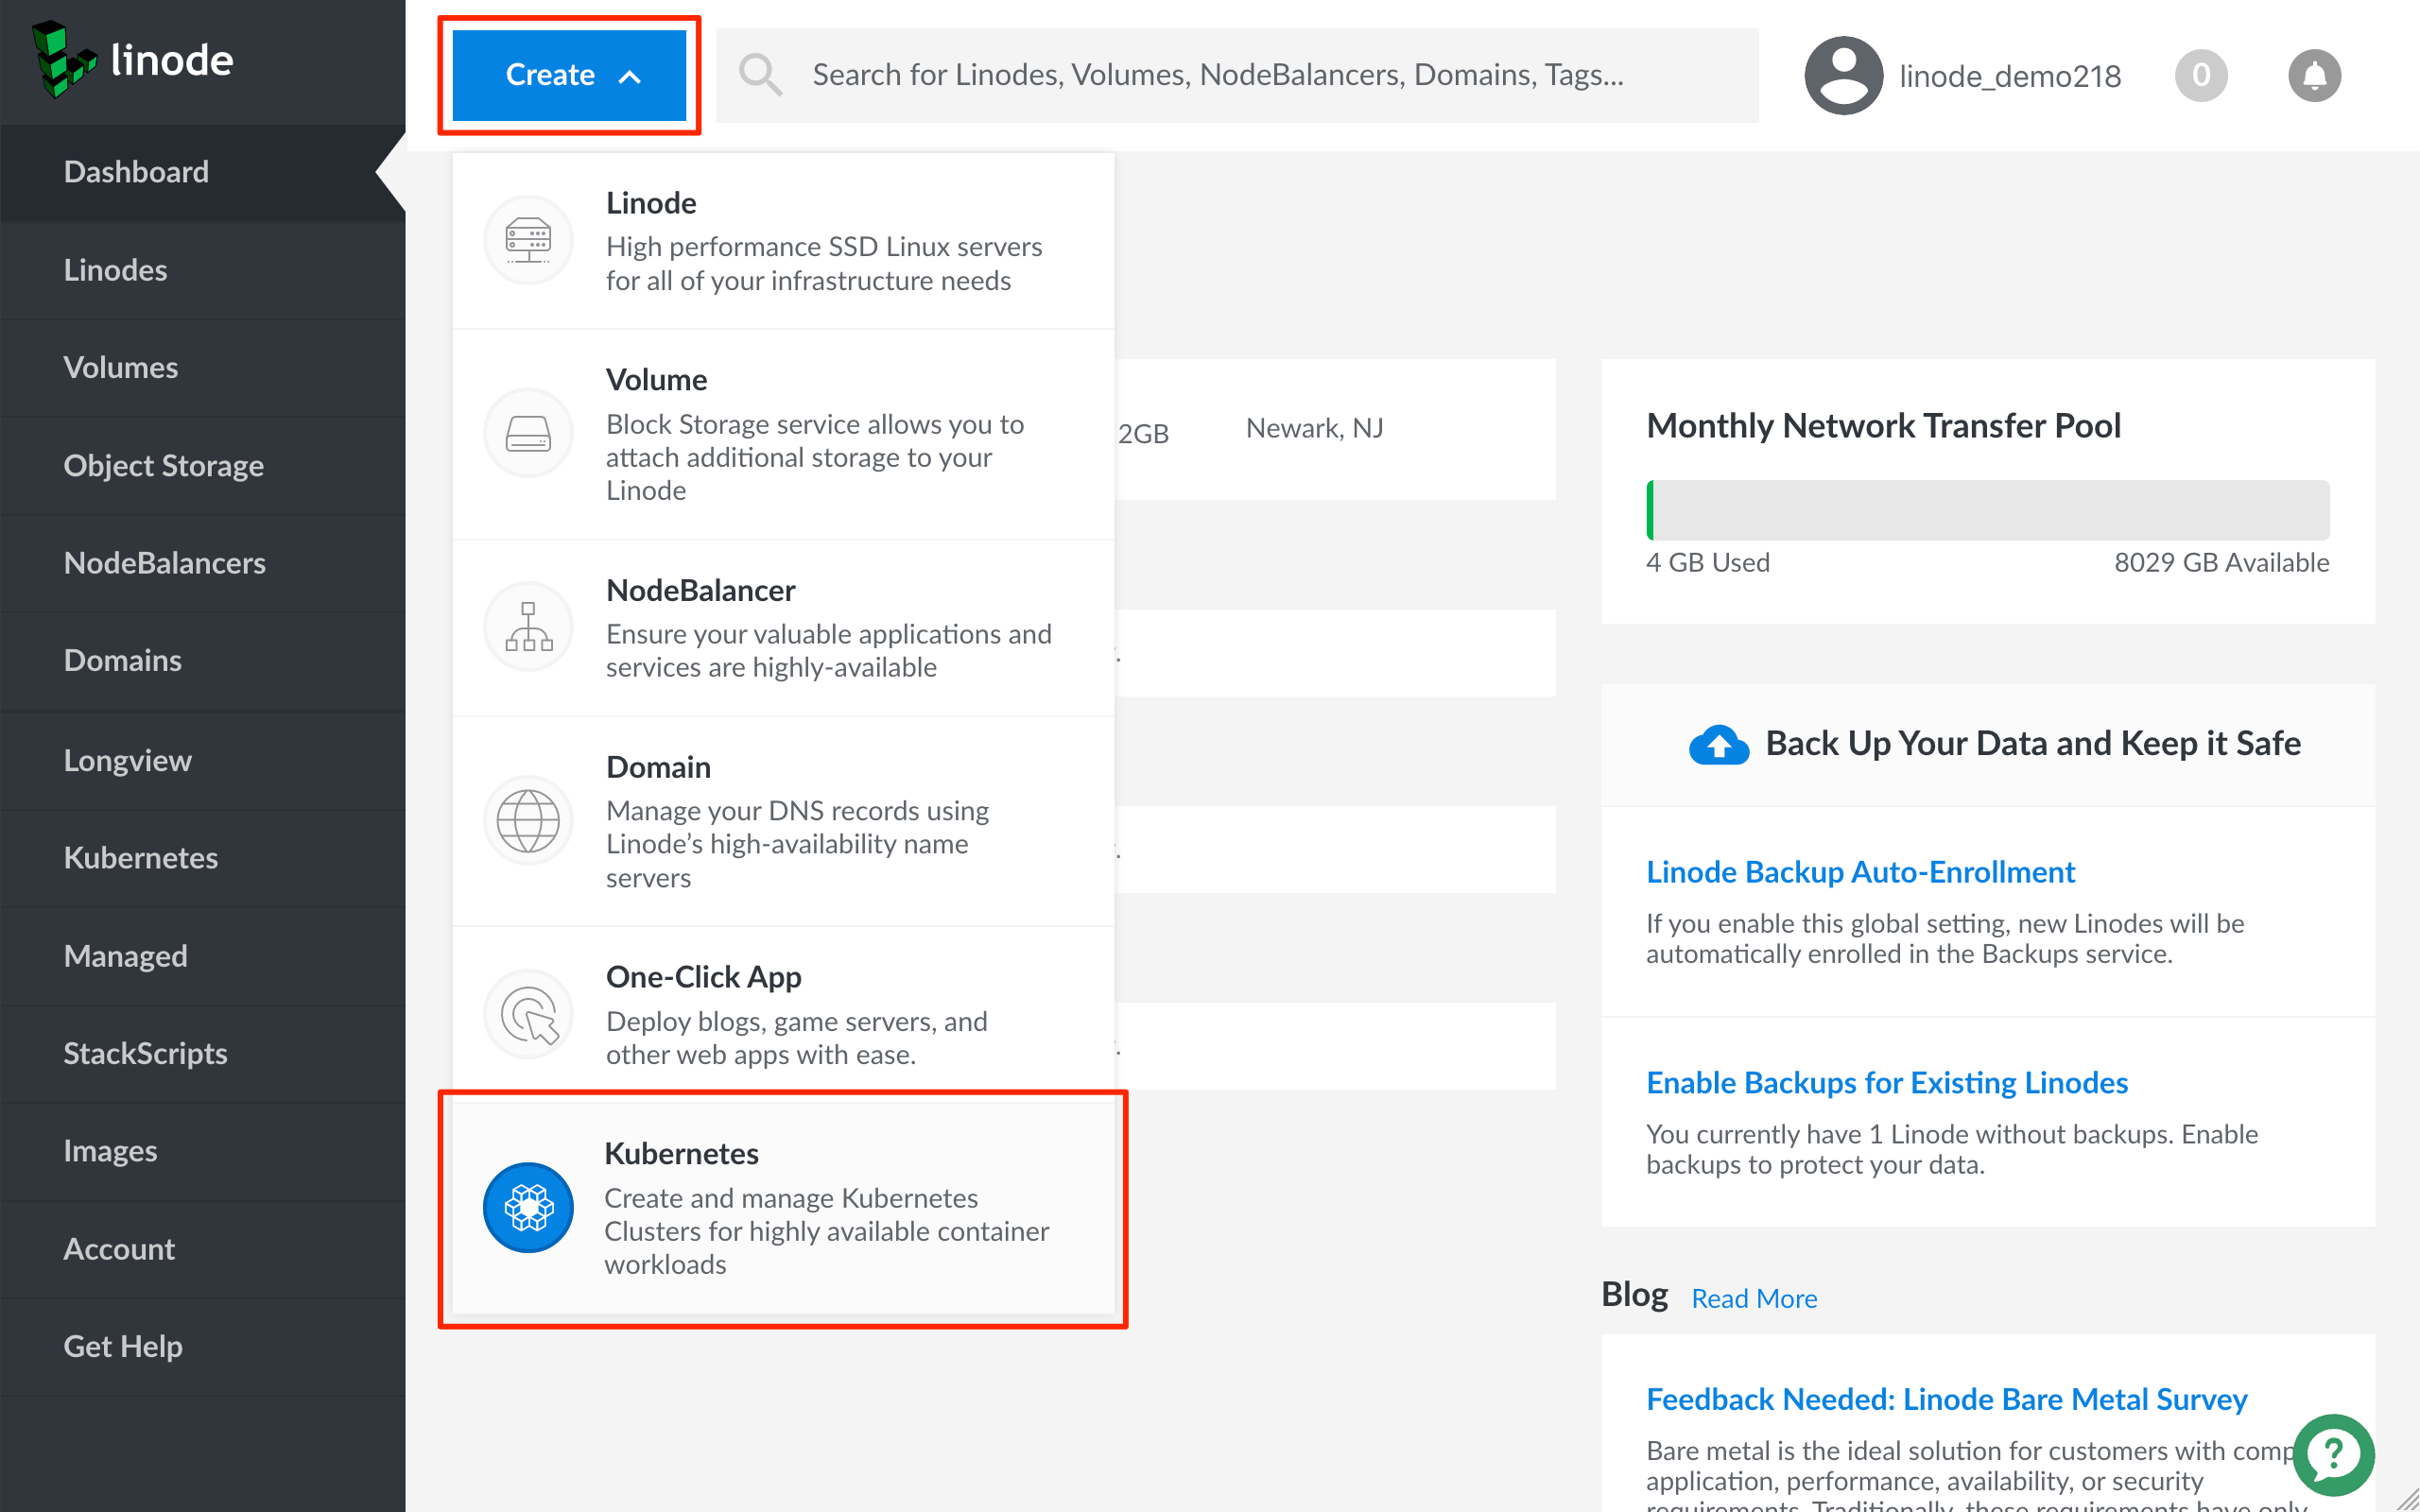 linode
Create
Search for Linodes, Volumes, NodeBalancers, Domains, Tags...
linode_demo218
0
Dashboard
Linodes
Volumes
Object Storage
NodeBalancers
Domains
Longview
Kubernetes
Managed
StackScripts
Images
Account
Get Help
Linode
High performance SSD Linux servers
for all of your infrastructure needs
Volume
Block Storage service allows you to
attach additional storage to your
Linode
NodeBalancer
Ensure your valuable applications and
services are highly-available
Domain
Manage your DNS records using
Linode’s high-availability name
servers
One-Click App
Deploy blogs, game servers, and
other web apps with ease.
Kubernetes
Create and manage Kubernetes
Clusters for highly available container
workloads
2GB
Newark, NJ
Monthly Network Transfer Pool
4 GB Used
8029 GB Available
Back Up Your Data and Keep it Safe
Linode Backup Auto-Enrollment
If you enable this global setting, new Linodes will be
automatically enrolled in the Backups service.
Enable Backups for Existing Linodes
You currently have 1 Linode without backups. Enable
backups to protect your data.
Blog
Read More
Feedback Needed: Linode Bare Metal Survey
Bare metal is the ideal solution for customers with comp
application, performance, availability, or security
requirements. Traditionally, these requirements have only